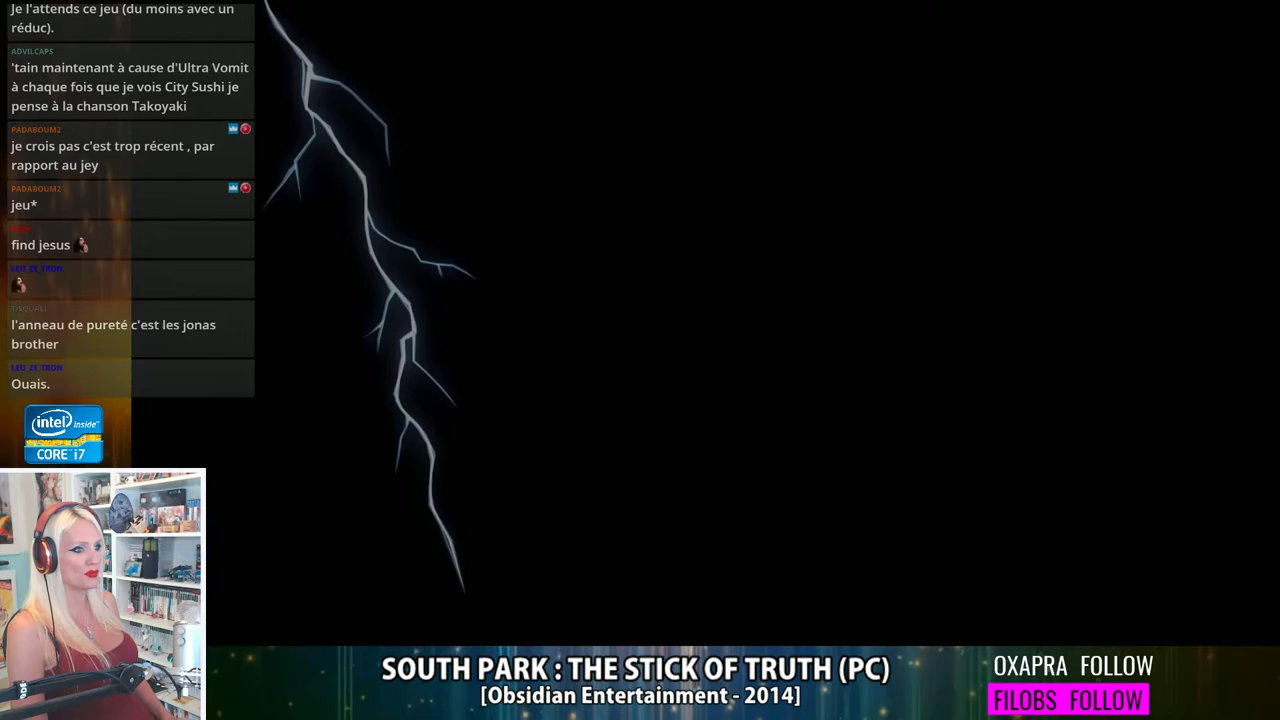 Je l'attends ce jeu (du moins avec un
réduc).
ADVILCAPS
'tain maintenant à cause d'Ultra Vomit
à chaque fois que je vois City Sushi je
pense à la chanson Takoyaki
PADABOUM2
je crois pas c'est trop récent , par
rapport au jey
PADABOUM2
jeu*
find jesus
LEO_ZE_TRON
l'anneau de pureté c'est les jonas
brother
LEO_ZE_TRON
Ouais.
intel inside™
CORE™ i7
SOUTH PARK : THE STICK OF TRUTH (PC)
[Obsidian Entertainment - 2014]
OXAPRA FOLLOW
FILOBS FOLLOW